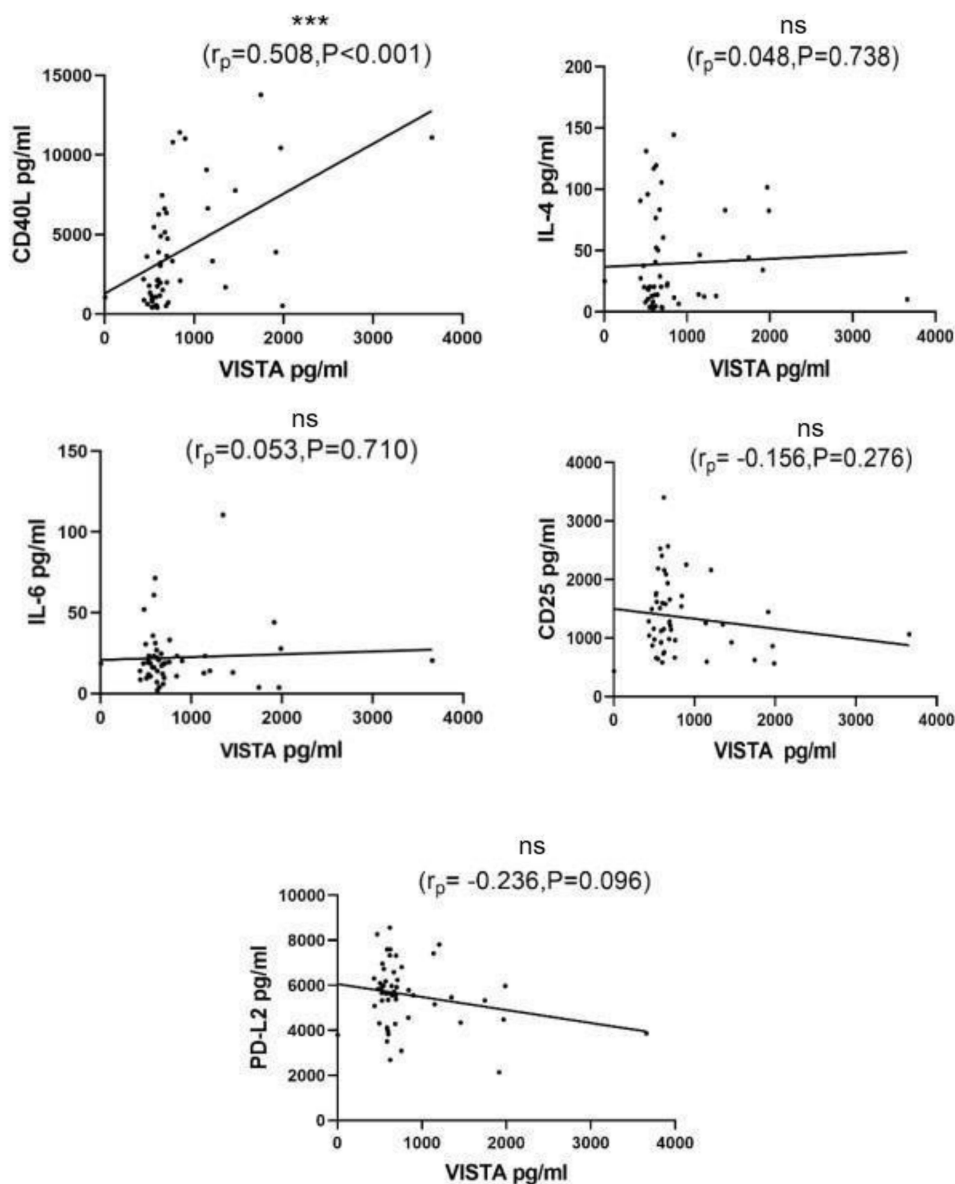 ***
(rp=0.508,P<0.001)
15000
10000
5000
0
CD40L pg/ml
0 1000 2000 3000 4000
VISTA pg/ml
ns
(rp=0.048,P=0.738)
200
150
100
50
0
IL-4 pg/ml
0 1000 2000 3000 4000
VISTA pg/ml
ns
(rp=0.053,P=0.710)
150
100
50
0
IL-6 pg/ml
0 1000 2000 3000 4000
VISTA pg/ml
ns
(rp= -0.156,P=0.276)
4000
3000
2000
1000
0
CD25 pg/ml
0 1000 2000 3000 4000
VISTA pg/ml
ns
(rp= -0.236,P=0.096)
10000
8000
6000
4000
2000
0
PD-L2 pg/ml
0 1000 2000 3000 4000
VISTA pg/ml